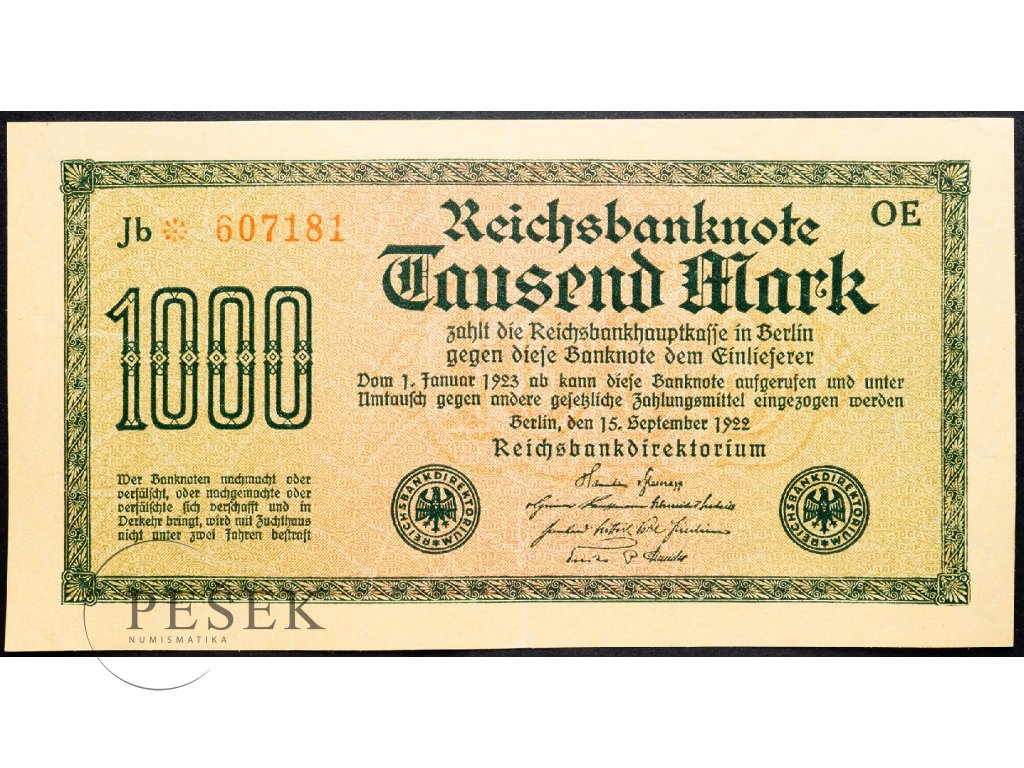 Jb * 607181
Reichsbanknote
OE
Tausend Mark
1000
zahlt die Reichsbankhauptkasse in Berlin
gegen diese Banknote dem Einlieferer
Vom 1. Januar 1923 ab kann diese Banknote aufgerufen und unter
Umtausch gegen andere gesetzliche Zahlungsmittel eingezogen werden
Berlin, den 15. September 1922
Reichsbankdirektorium
Wer Banknoten nachmacht oder
verfälscht, oder nachgemachte oder
verfälschte sich verschafft und in
Verkehr bringt, wird mit Zuchthaus
nicht unter zwei Jahren bestraft
REICHSBANKDIREKTORIUM
REICHSBANKDIREKTORIUM
PESEK
NUMISMATIKA